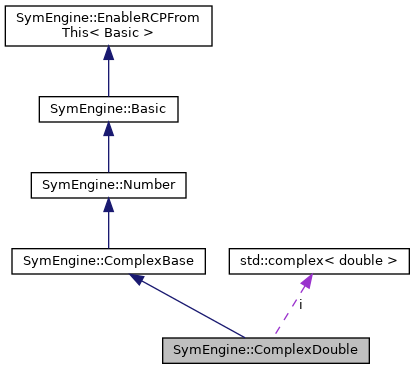 SymEngine::EnableRCPFrom
This< Basic >
SymEngine::Basic
SymEngine::Number
SymEngine::ComplexBase
std::complex< double >
i
SymEngine::ComplexDouble